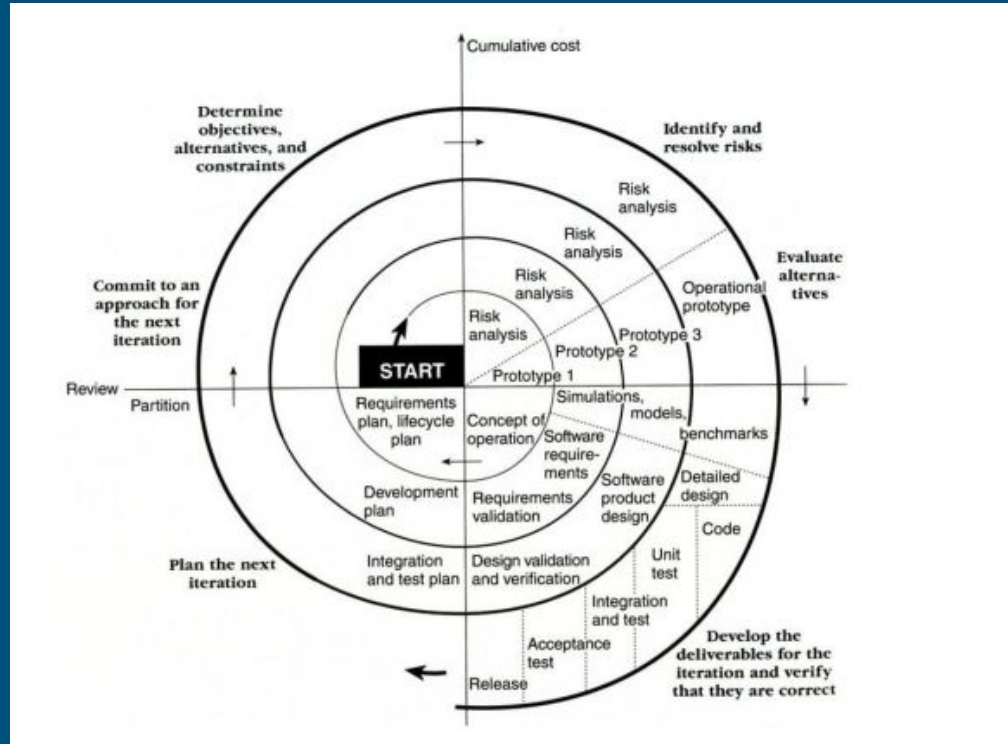 Cumulative cost
Determine
objectives,
alternatives, and
constraints
Identify and
resolve risks
Risk
analysis
Risk
analysis
Risk
analysis
Risk
analysis
Evaluate
alterna-
tives
Commit to an
approach for
the next
iteration
Operational
prototype
Prototype 3
Prototype 2
Prototype 1
START
Review
Partition
Requirements
plan, lifecycle
plan
Concept of
operation
Simulations,
models,
benchmarks
Software
require-
ments
Software
product
design
Detailed
design
Code
Development
plan
Requirements
validation
Unit
test
Plan the next
iteration
Integration
and test plan
Design validation
and verification
Integration
and test
Acceptance
test
Release
Develop the
deliverables for the
iteration and verify
that they are correct